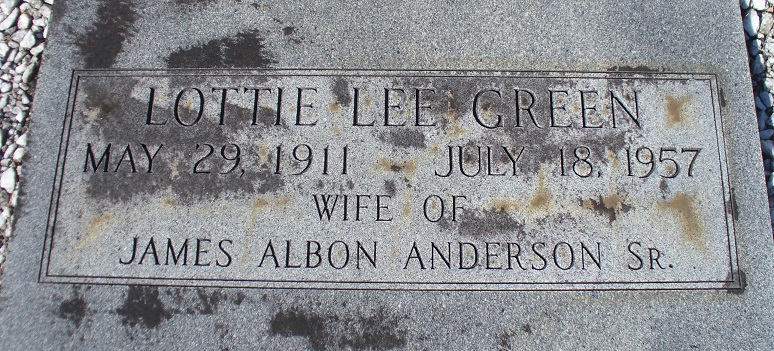 LOTTIE LEE GREEN
MAY 29, 1911 - JULY 18, 1957
WIFE OF
JAMES ALBON ANDERSON SR.